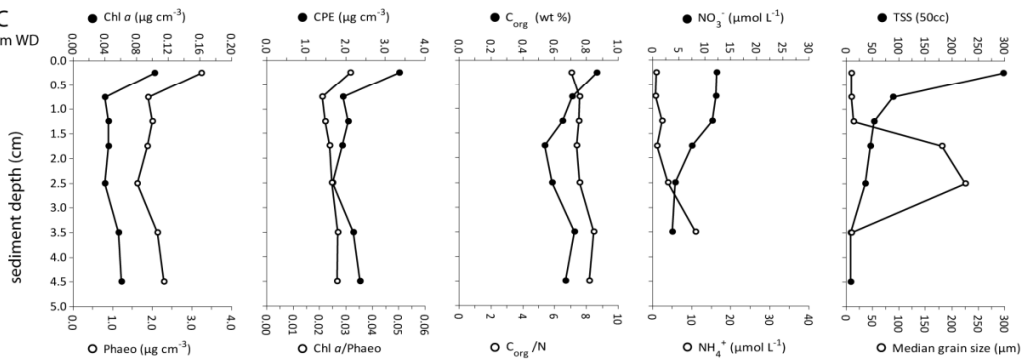 C
m WD
Chl a (µg cm⁻³)
CPE (µg cm⁻³)
C_org (wt %)
NO₃⁻ (µmol L⁻¹)
TSS (50cc)
0.00 0.04 0.08 0.12 0.16 0.20
0.0 1.0 2.0 3.0 4.0
0.0 0.2 0.4 0.6 0.8 1.0
0 5 10 15 20 25 30
0 50 100 150 200 250 300
sediment depth (cm)
0.0
0.5
1.0
1.5
2.0
2.5
3.0
3.5
4.0
4.5
5.0
0.0 1.0 2.0 3.0 4.0
0.00 0.01 0.02 0.03 0.04 0.05 0.06
0 2 4 6 8 10
0 5 10 15 20 25 30
0 50 100 150 200 250 300
Phaeo (µg cm⁻³)
Chl a/Phaeo
C_org /N
NH₄⁺ (µmol L⁻¹)
Median grain size (µm)